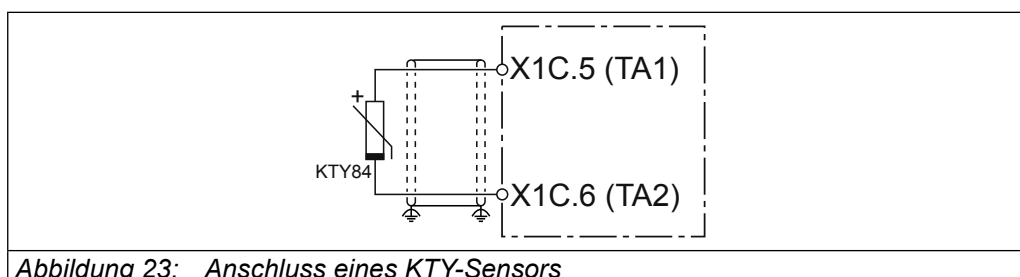 X1C.5 (TA1)
+
KTY84
X1C.6 (TA2)
Abbildung 23: Anschluss eines KTY-Sensors